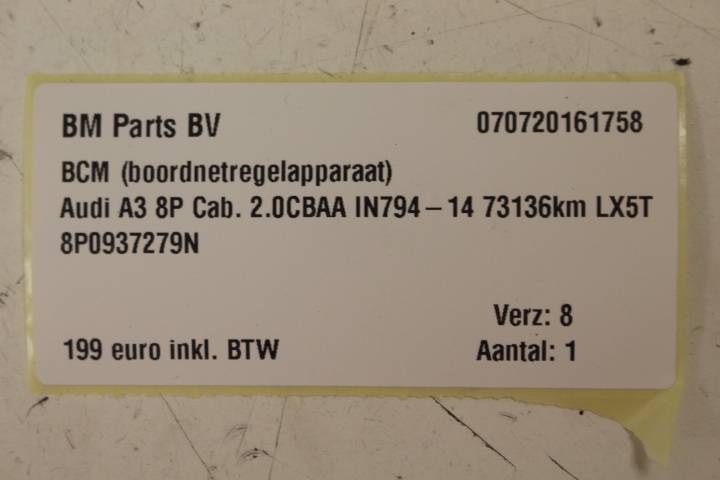 BM Parts BV 070720161758
BCM (boordnetregelapparaat)
Audi A3 8P Cab. 2.0CBAA IN794-14 73136km LX5T
8P0937279N
Verz: 8
199 euro inkl. BTW Aantal: 1